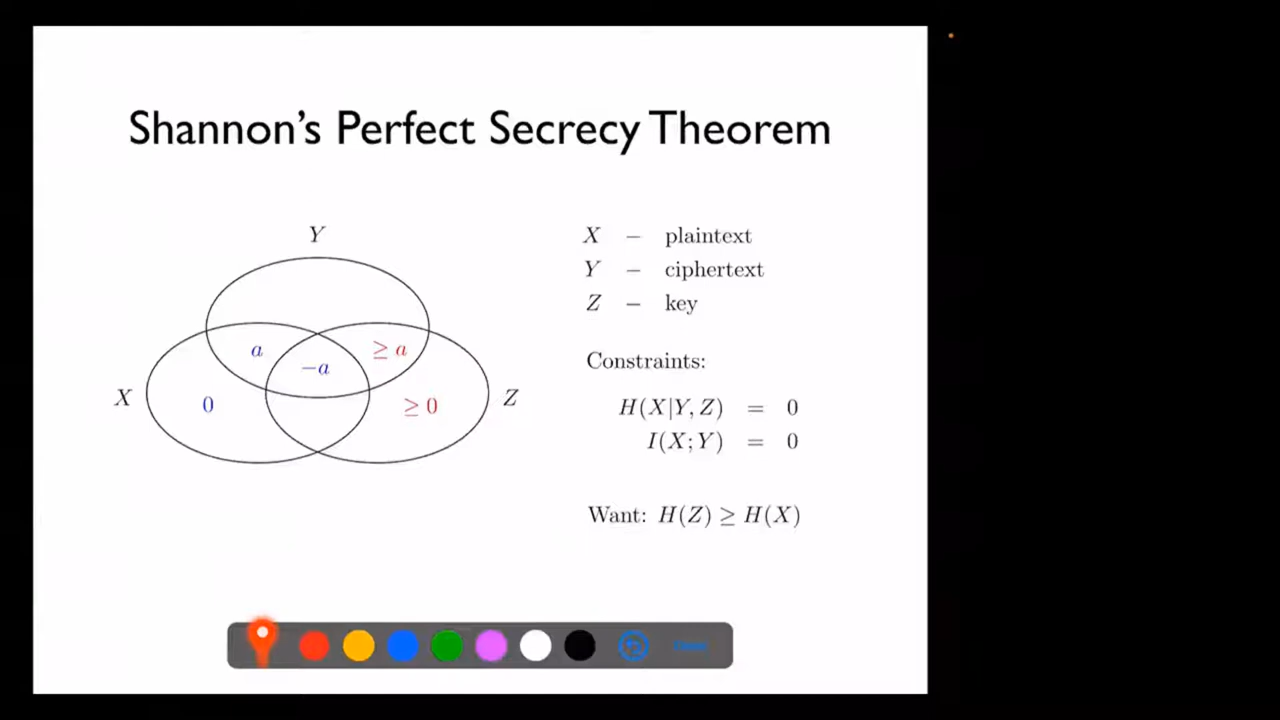 Shannon's Perfect Secrecy Theorem
Y
a
≥ a
−a
X
0
≥ 0
Z
X − plaintext
Y − ciphertext
Z − key
Constraints:
H(X|Y, Z) = 0
I(X; Y) = 0
Want: H(Z) ≥ H(X)